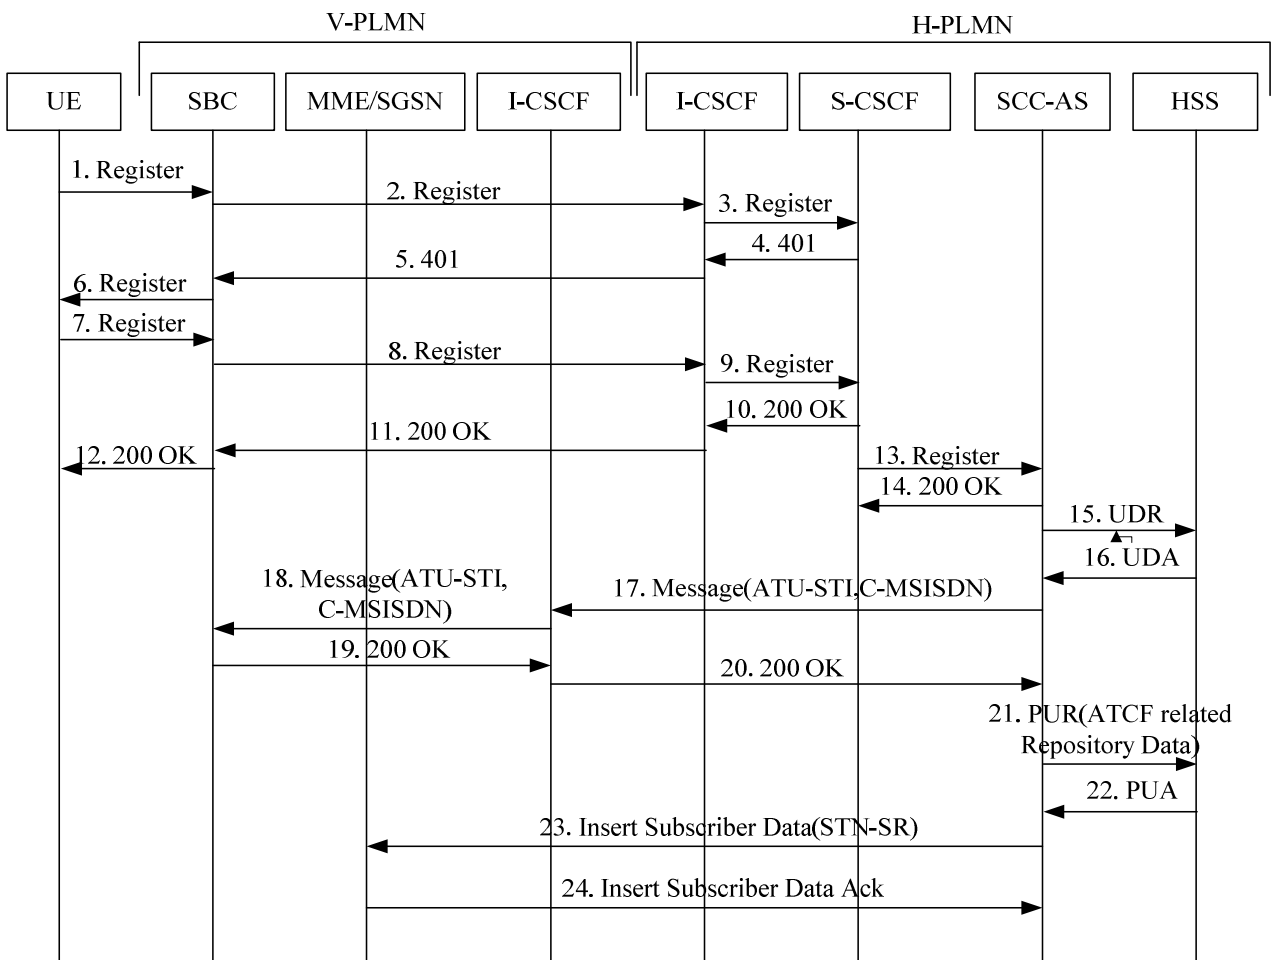 V-PLMN
H-PLMN
UE
SBC
MME/SGSN
I-CSCF
I-CSCF
S-CSCF
SCC-AS
HSS
1. Register
2. Register
3. Register
4. 401
5. 401
6. Register
7. Register
8. Register
9. Register
10. 200 OK
11. 200 OK
12. 200 OK
13. Register
14. 200 OK
15. UDR
16. UDA
17. Message(ATU-STI,C-MSISDN)
18. Message(ATU-STI,
C-MSISDN)
19. 200 OK
20. 200 OK
21. PUR(ATCF related
Repository Data)
22. PUA
23. Insert Subscriber Data(STN-SR)
24. Insert Subscriber Data Ack